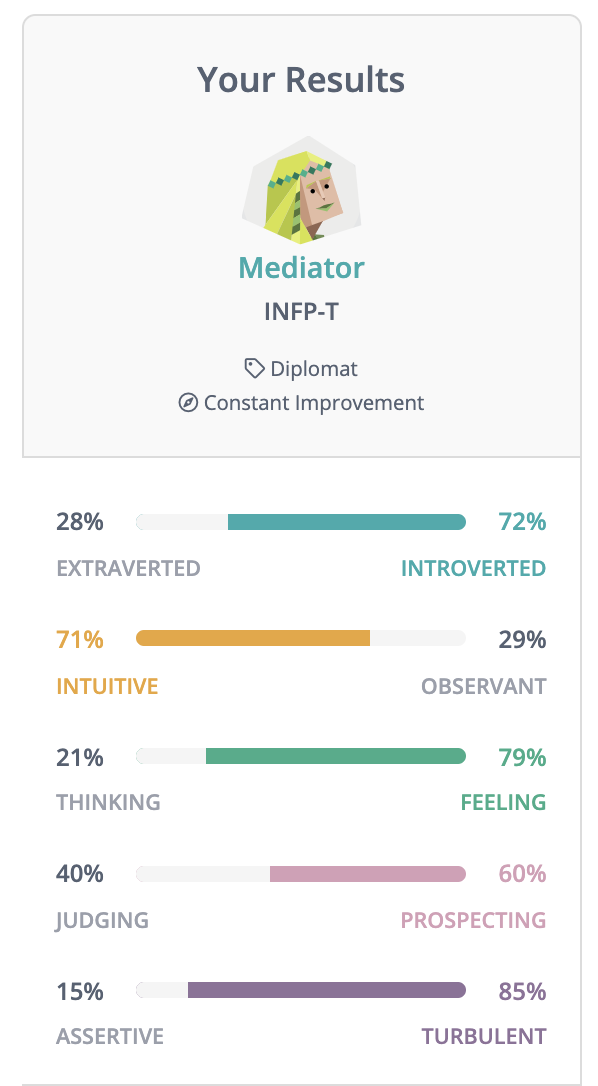 Your Results
Mediator
INFP-T
Diplomat
Constant Improvement
28% 72%
EXTRAVERTED INTROVERTED
71% 29%
INTUITIVE OBSERVANT
21% 79%
THINKING FEELING
40% 60%
JUDGING PROSPECTING
15% 85%
ASSERTIVE TURBULENT